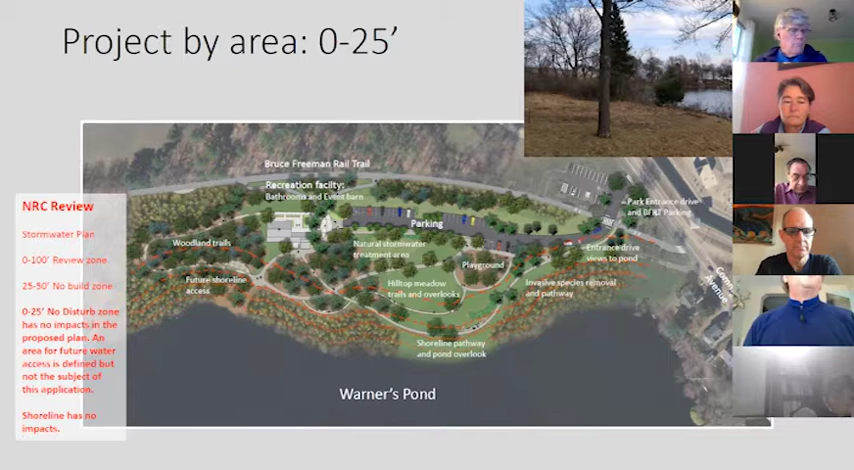 Project by area: 0-25’
NRC Review
Stormwater Plan
0-100' Review zone
25-50' No build zone
0-25' No Disturb zone
has no impacts in the
proposed plan. An
area for future water
access is defined but
not the subject of
this application.
Shoreline has no
impacts.
Bruce Freeman Rail Trail
Recreation facilty:
Bathrooms and Event barn
Parking
Park Entrance drive
and BFRT Parking
Woodland trails
Natural stormwater
treatment area
Entrance drive
views to pond
Playground
Future shoreline
access
Hilltop meadow
trails and overlooks
Invasive species removal
and pathway
Shoreline pathway
and pond overlook
Avenue
Warner's Pond